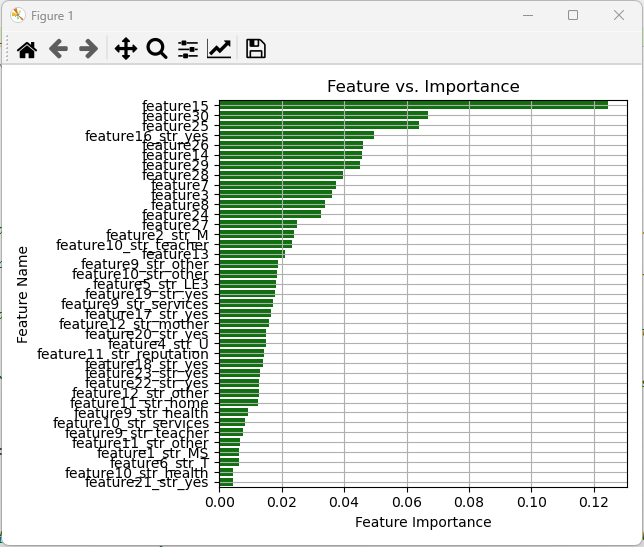 Figure 1
Feature vs. Importance
feature15
feature30
feature25
feature16_str_yes
feature26
feature14
feature29
feature28
feature7
feature3
feature8
feature24
feature27
feature2_str_M
feature10_str_teacher
feature13
feature9_str_other
feature10_str_other
feature5_str_LE3
feature19_str_yes
feature9_str_services
feature17_str_yes
feature12_str_mother
feature20_str_yes
feature4_str_U
feature11_str_reputation
feature18_str_yes
feature23_str_yes
feature22_str_yes
feature12_str_other
feature11_str_home
feature9_str_health
feature10_str_services
feature9_str_teacher
feature11_str_other
feature1_str_MS
feature6_str_T
feature10_str_health
feature21_str_yes
Feature Name
0.00 0.02 0.04 0.06 0.08 0.10 0.12
Feature Importance